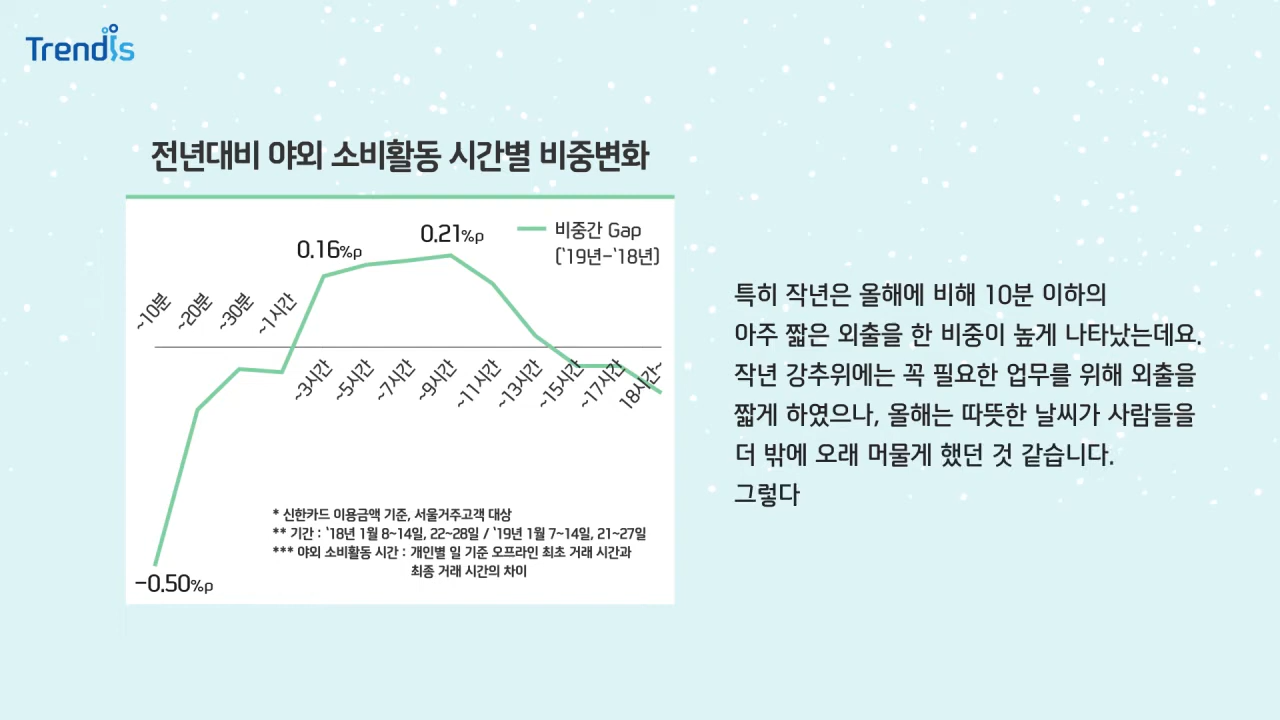 Trendis
전년대비 야외 소비활동 시간별 비중변화
0.16%p
0.21%p
비중간 Gap
(‘19년-‘18년)
~10분
~20분
~30분
~1시간
~3시간
~5시간
~7시간
~9시간
~11시간
~13시간
~15시간
~17시간
18시간~
-0.50%p
* 신한카드 이용금액 기준, 서울거주고객 대상
** 기간 : ‘18년 1월 8~14일, 22~28일 / ‘19년 1월 7~14일, 21~27일
*** 야외 소비활동 시간 : 개인별 일 기준 오프라인 최초 거래 시간과
최종 거래 시간의 차이
특히 작년은 올해에 비해 10분 이하의
아주 짧은 외출을 한 비중이 높게 나타났는데요.
작년 강추위에는 꼭 필요한 업무를 위해 외출을
짧게 하였으나, 올해는 따뜻한 날씨가 사람들을
더 밖에 오래 머물게 했던 것 같습니다.
그렇다